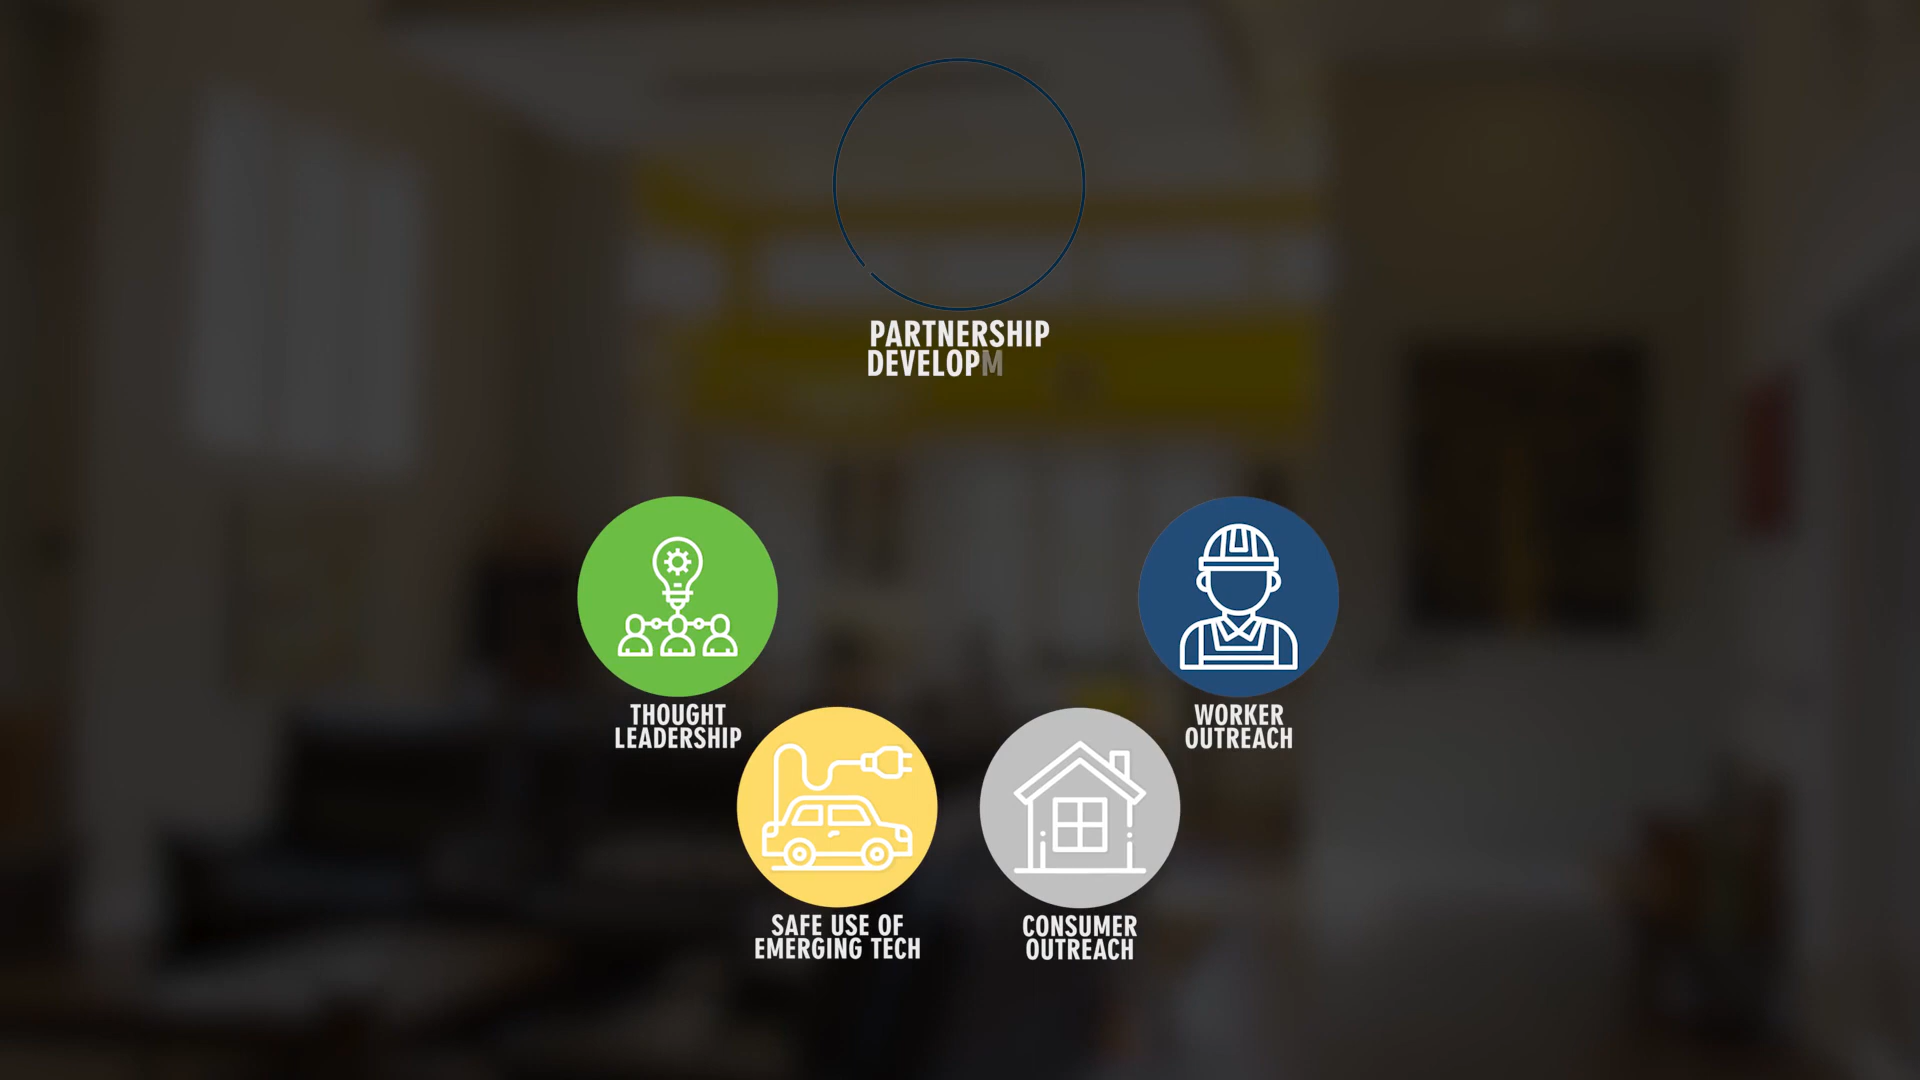 PARTNERSHIP
DEVELOPM
THOUGHT
LEADERSHIP
WORKER
OUTREACH
SAFE USE OF
EMERGING TECH
CONSUMER
OUTREACH